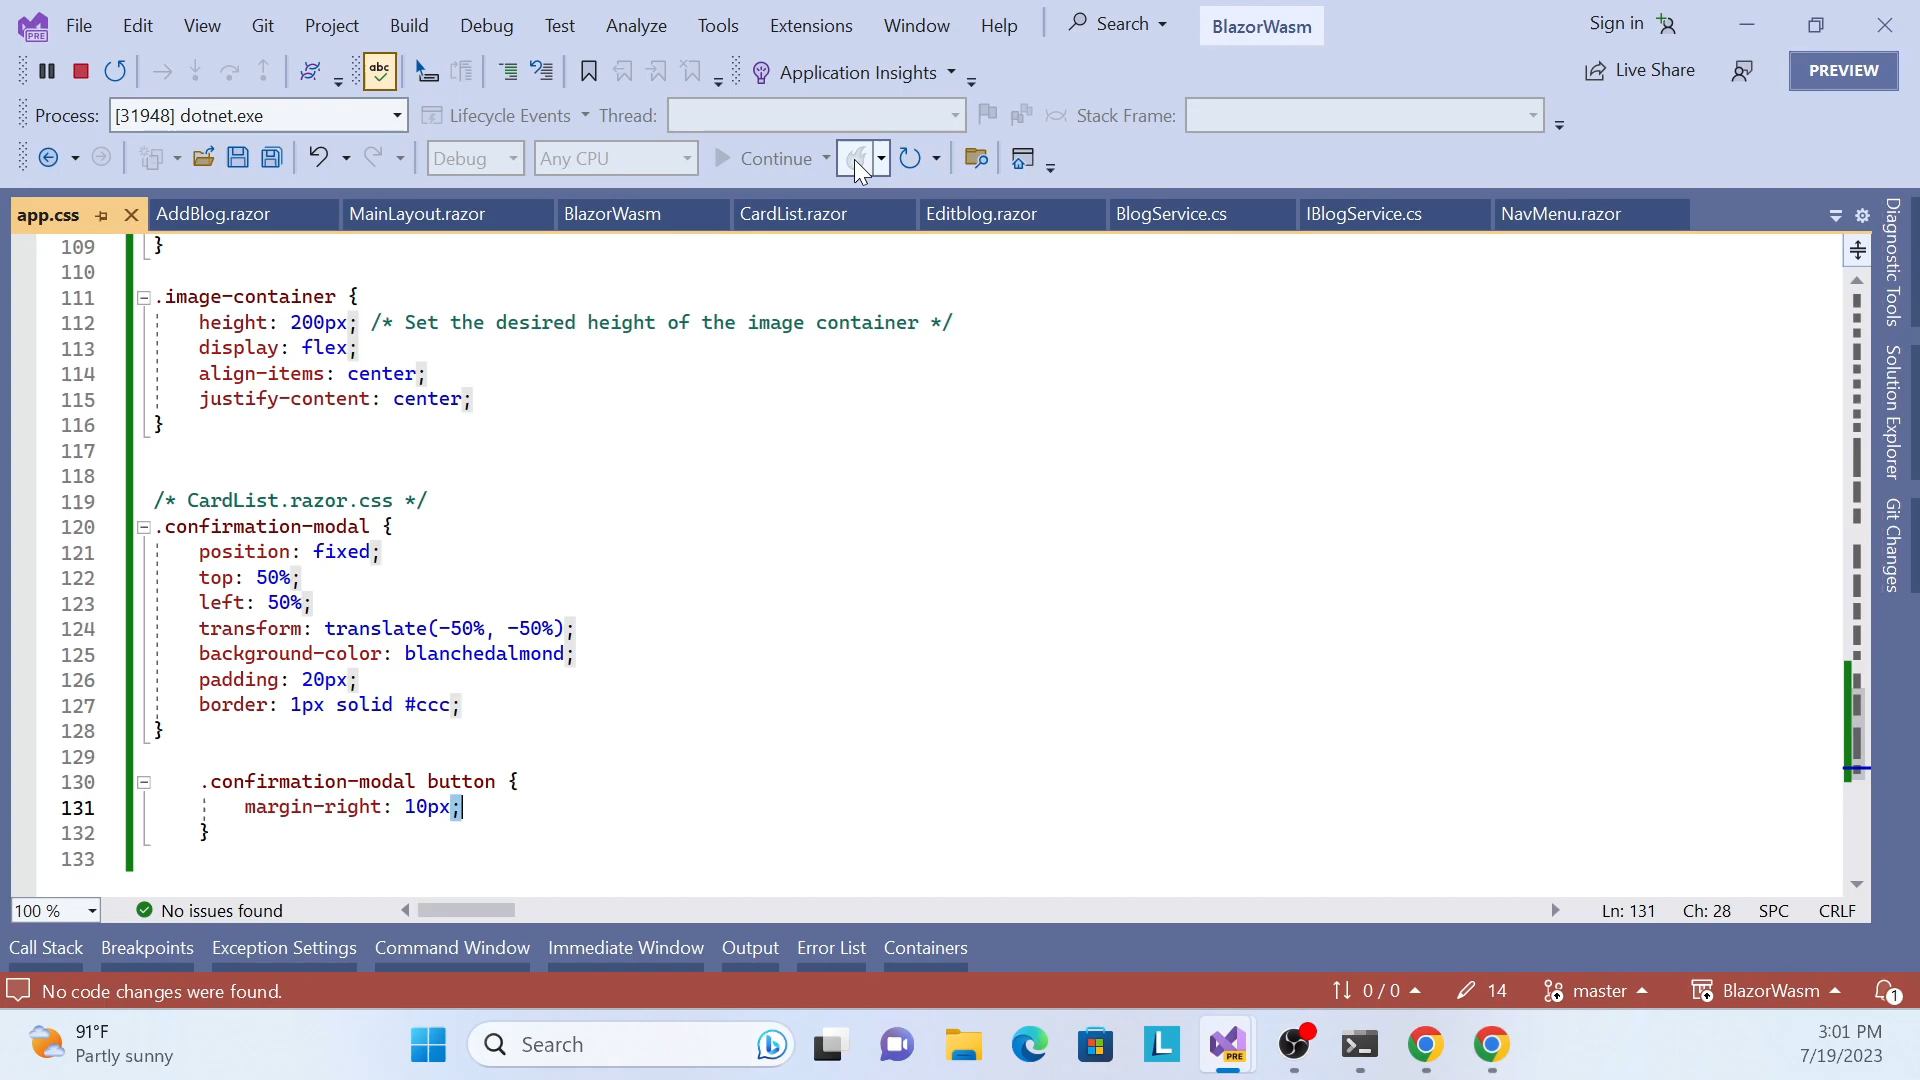 File Edit View Git Project Build Debug Test Analyze Tools Extensions Window Help Search BlazorWasm Sign in
Application Insights Live Share PREVIEW
Process: [31948] dotnet.exe Lifecycle Events Thread: Stack Frame:
Debug Any CPU Continue
app.css AddBlog.razor MainLayout.razor BlazorWasm CardList.razor Editblog.razor BlogService.cs IBlogService.cs NavMenu.razor
109 }
110
111 .image-container {
112 height: 200px; /* Set the desired height of the image container */
113 display: flex;
114 align-items: center;
115 justify-content: center;
116 }
117
118
119 /* CardList.razor.css */
120 .confirmation-modal {
121 position: fixed;
122 top: 50%;
123 left: 50%;
124 transform: translate(-50%, -50%);
125 background-color: blanchedalmond;
126 padding: 20px;
127 border: 1px solid #ccc;
128 }
129
130 .confirmation-modal button {
131 margin-right: 10px;
132 }
133
Diagnostic Tools
Solution Explorer
Git Changes
100 % No issues found Ln: 131 Ch: 28 SPC CRLF
Call Stack Breakpoints Exception Settings Command Window Immediate Window Output Error List Containers
No code changes were found. 0 / 0 14 master BlazorWasm 1
91°F
Partly sunny
Search
3:01 PM
7/19/2023